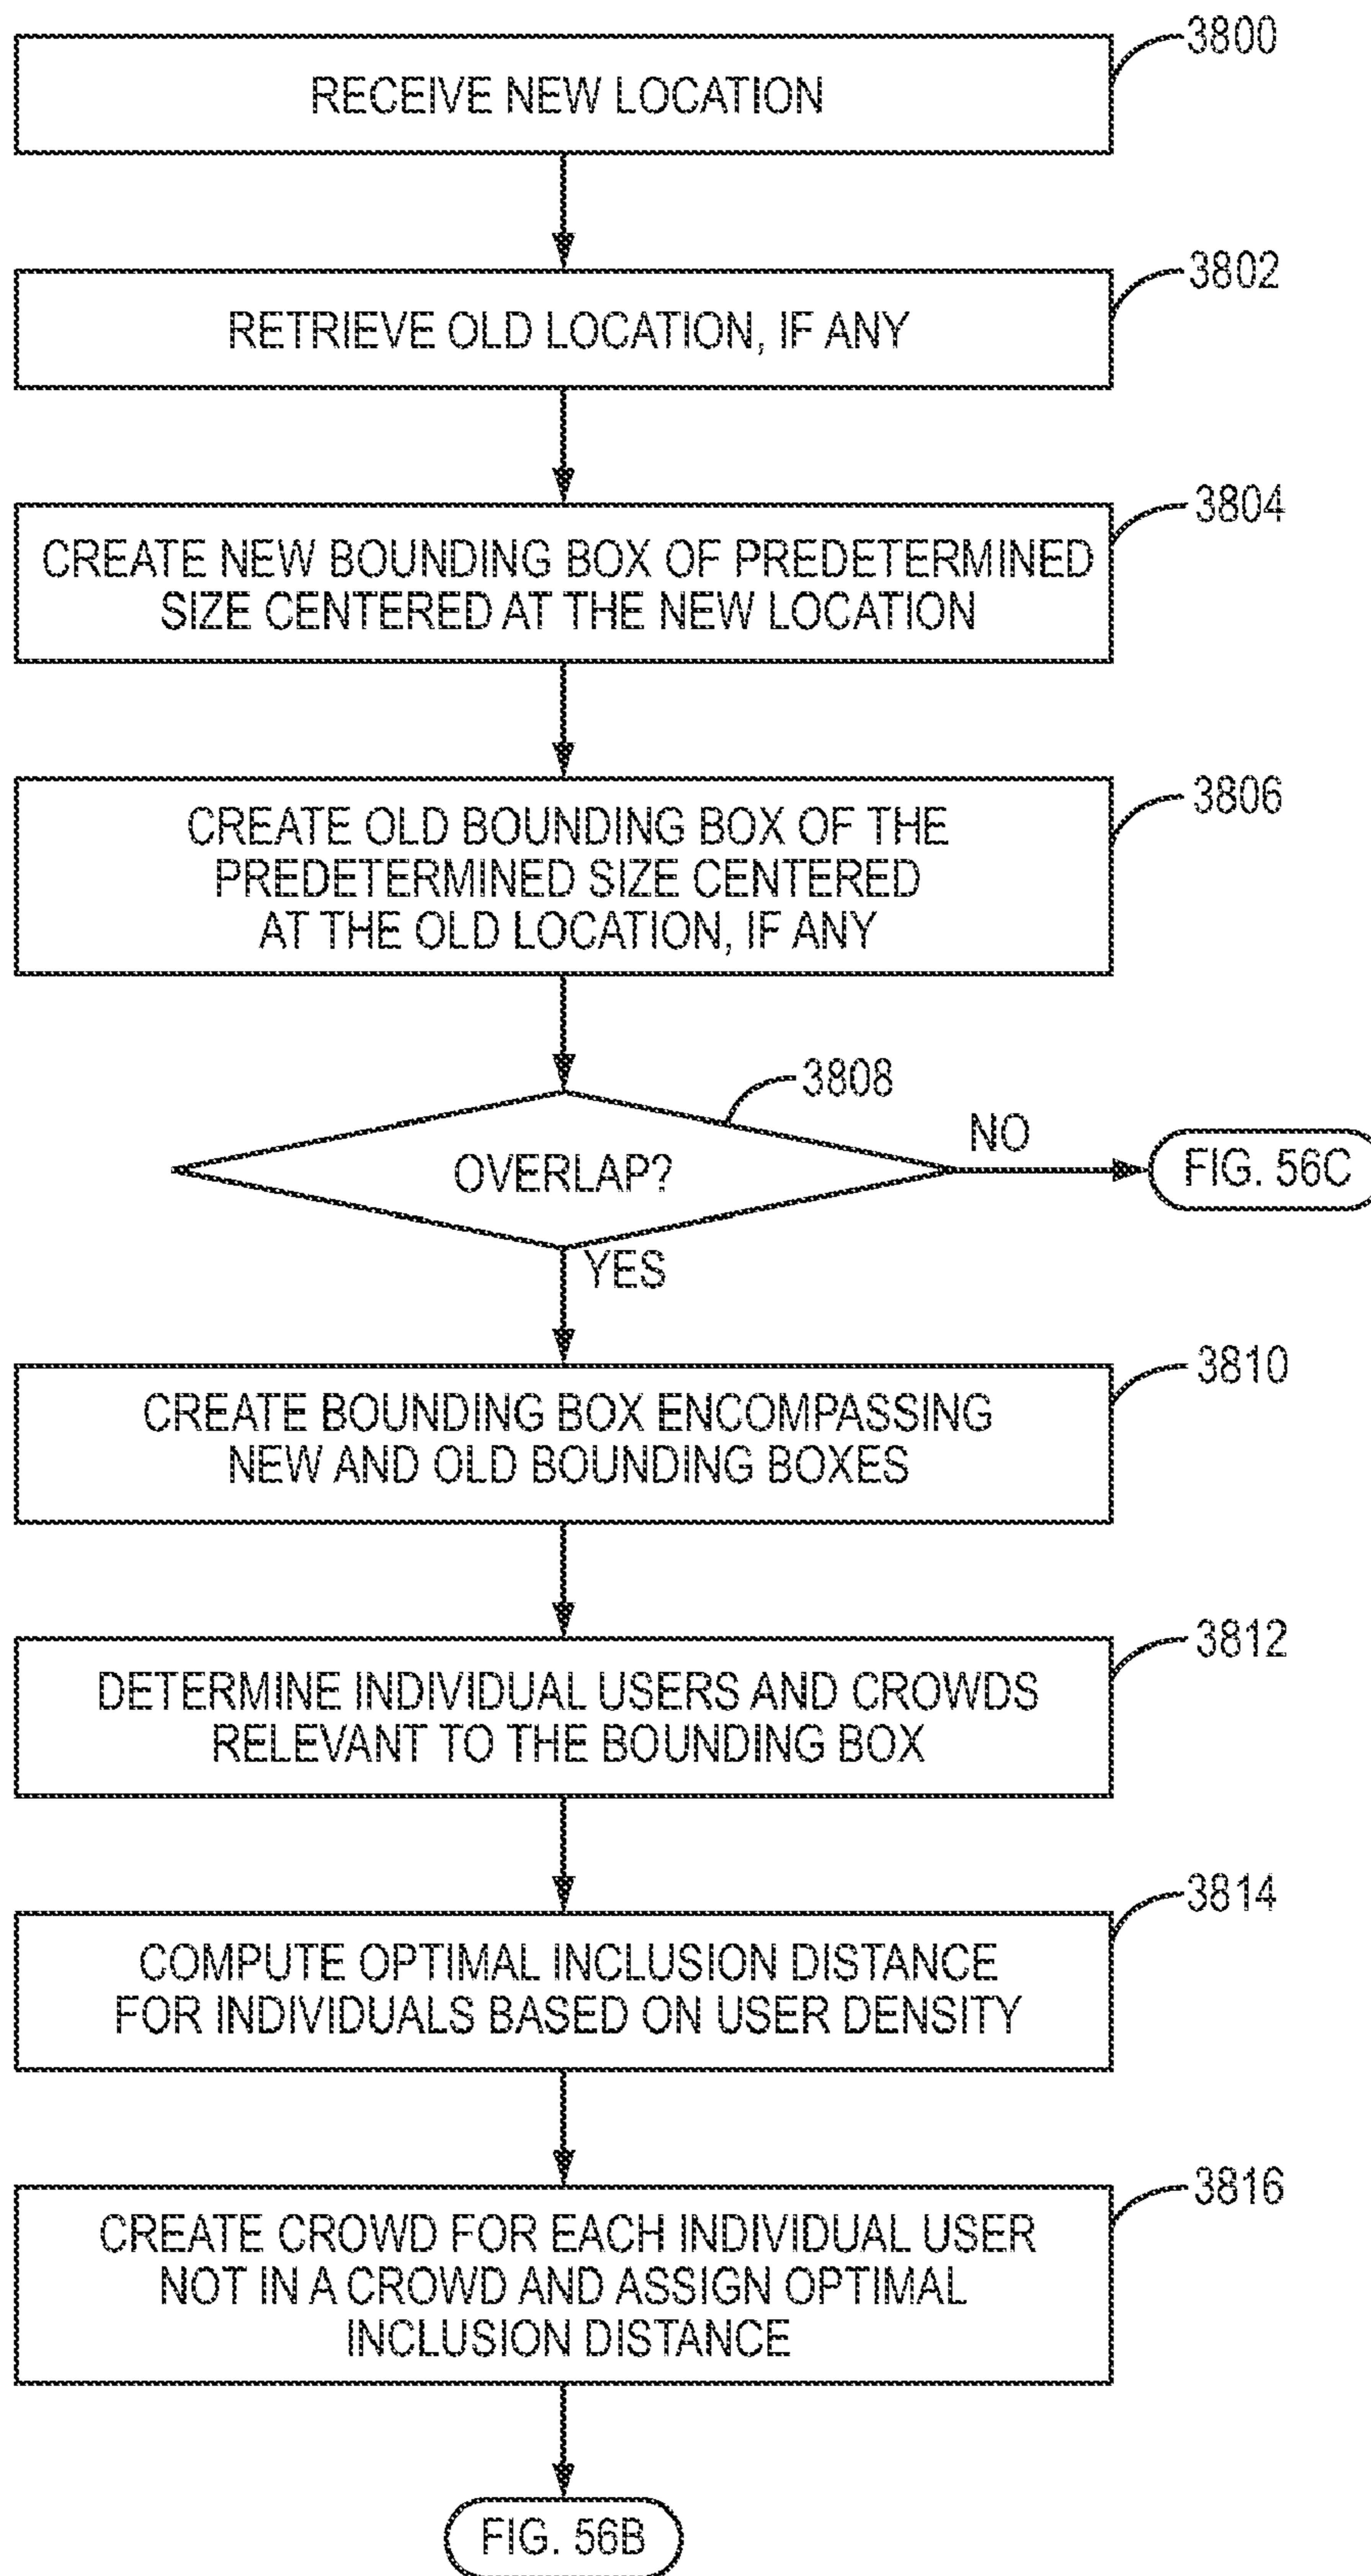 3800
RECEIVE NEW LOCATION
3802
RETRIEVE OLD LOCATION, IF ANY
3804
CREATE NEW BOUNDING BOX OF PREDETERMINED
SIZE CENTERED AT THE NEW LOCATION
3806
CREATE OLD BOUNDING BOX OF THE
PREDETERMINED SIZE CENTERED
AT THE OLD LOCATION, IF ANY
3808
OVERLAP?
NO
FIG. 56C
YES
3810
CREATE BOUNDING BOX ENCOMPASSING
NEW AND OLD BOUNDING BOXES
3812
DETERMINE INDIVIDUAL USERS AND CROWDS
RELEVANT TO THE BOUNDING BOX
3814
COMPUTE OPTIMAL INCLUSION DISTANCE
FOR INDIVIDUALS BASED ON USER DENSITY
3816
CREATE CROWD FOR EACH INDIVIDUAL USER
NOT IN A CROWD AND ASSIGN OPTIMAL
INCLUSION DISTANCE
FIG. 56B